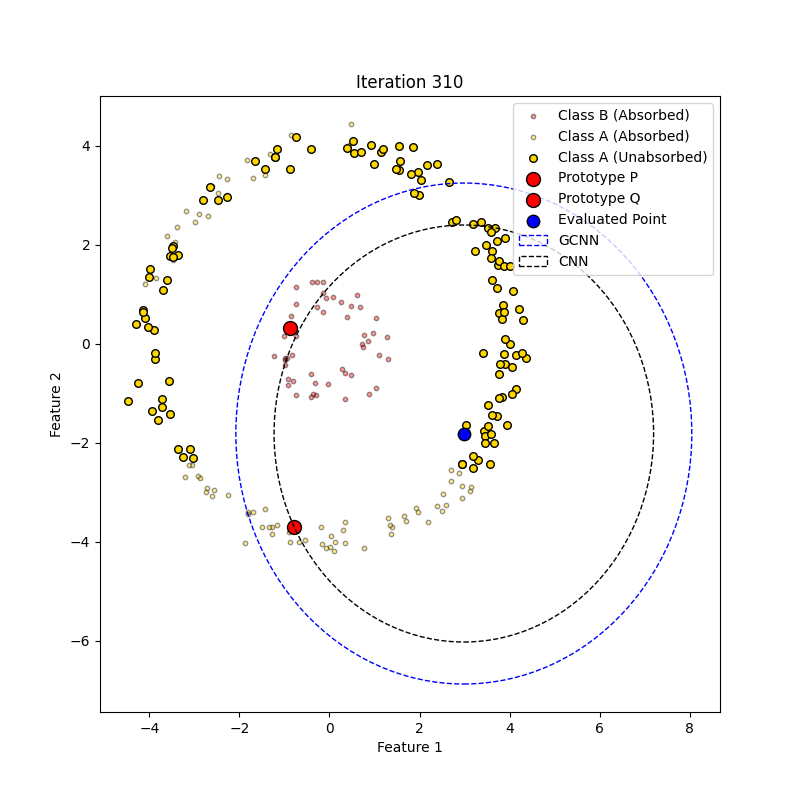 Iteration 310
Class B (Absorbed)
Class A (Absorbed)
Class A (Unabsorbed)
Prototype P
Prototype Q
Evaluated Point
GCNN
CNN
4
2
0
−2
−4
−6
Feature 2
−4
−2
0
2
4
6
8
Feature 1